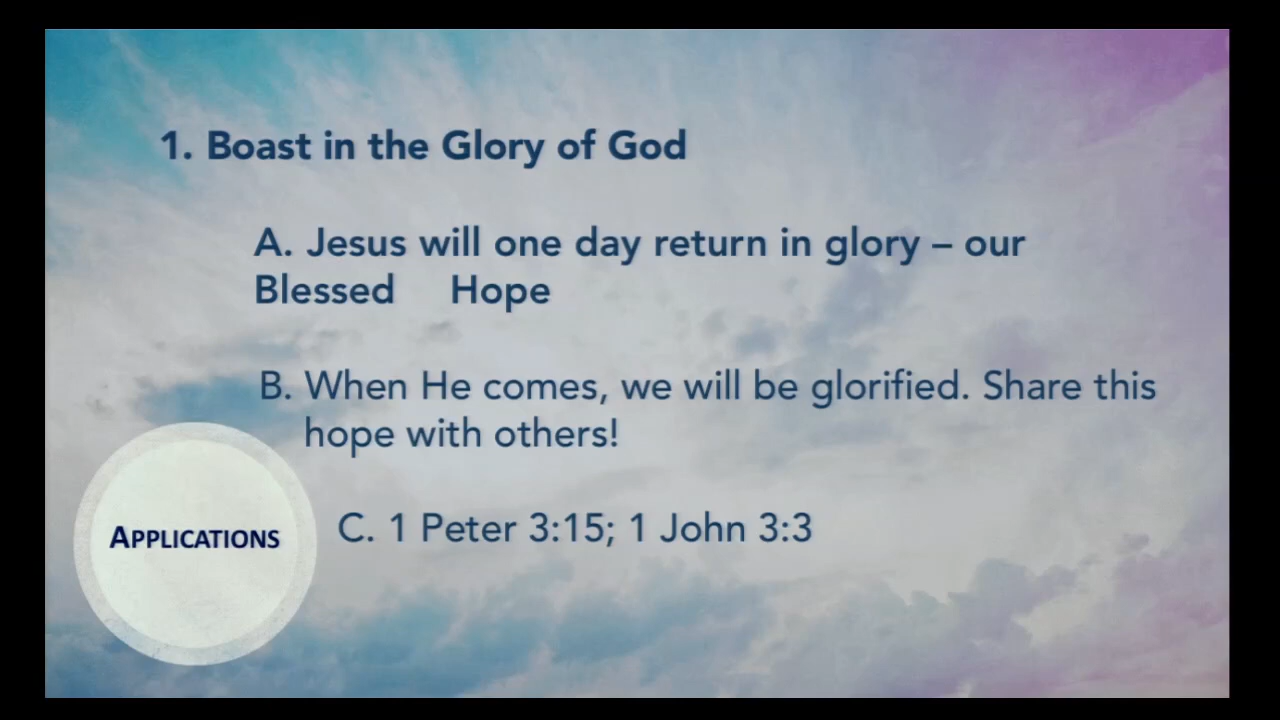 1. Boast in the Glory of God
A. Jesus will one day return in glory – our
Blessed Hope
B. When He comes, we will be glorified. Share this
hope with others!
C. 1 Peter 3:15; 1 John 3:3
APPLICATIONS